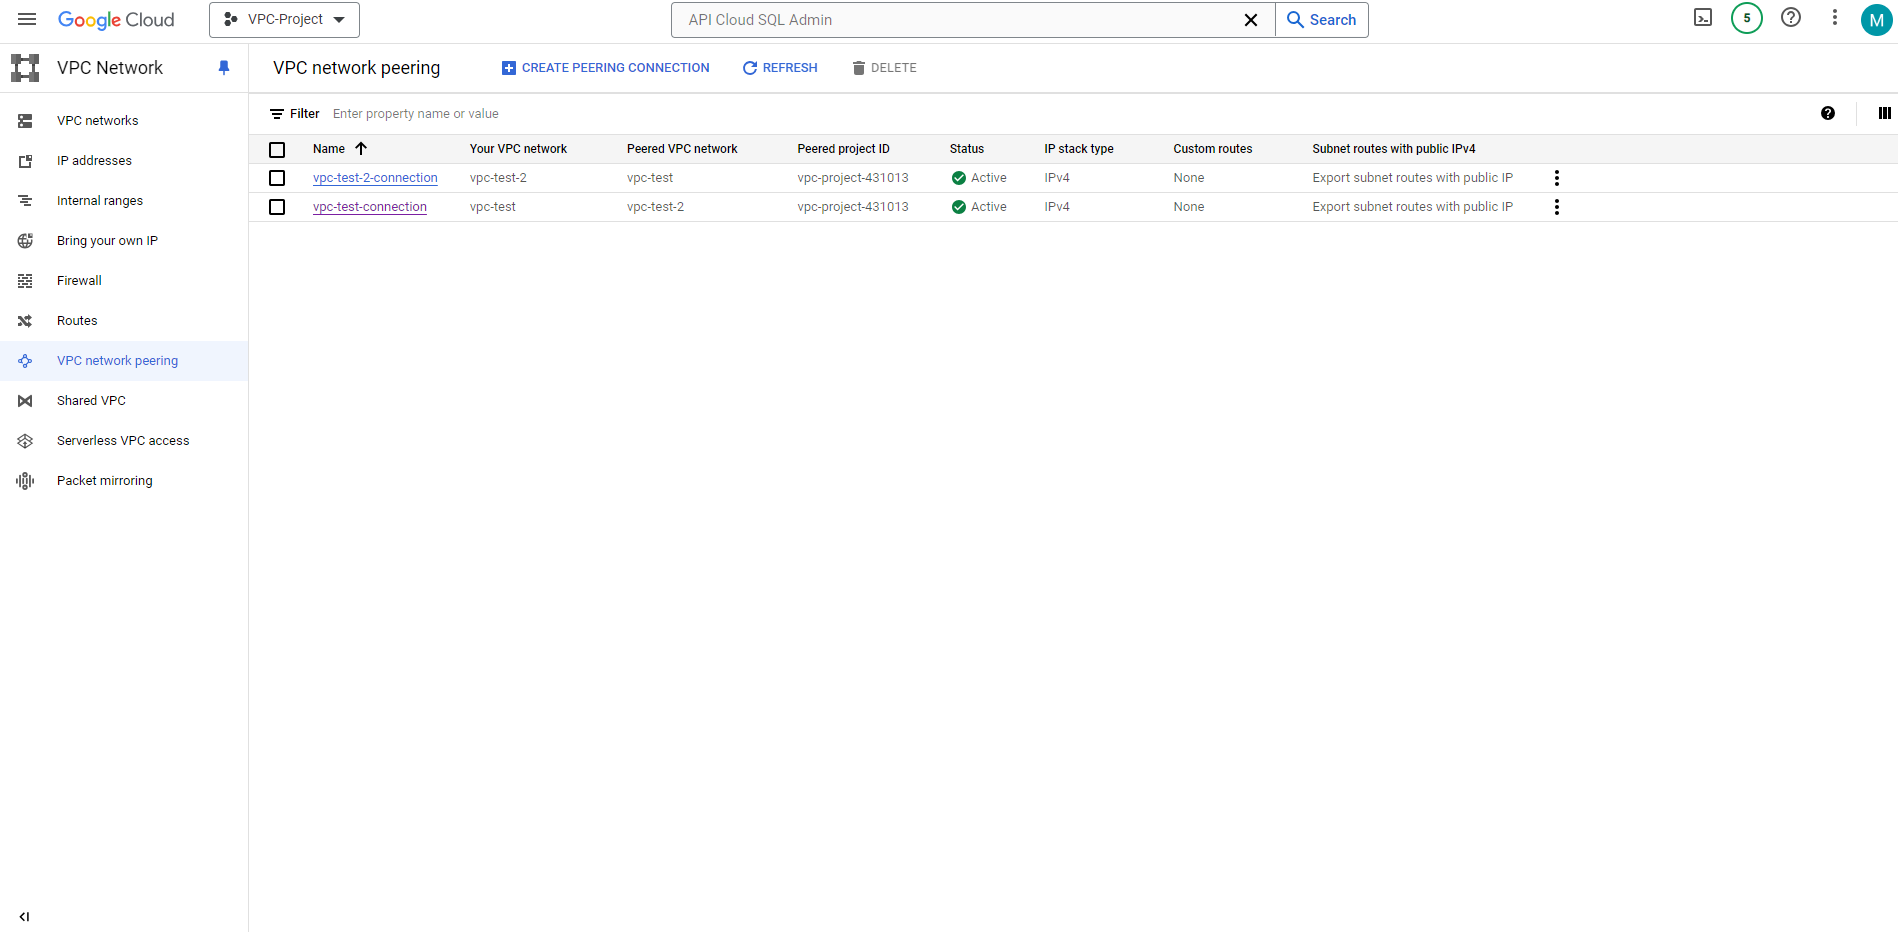 Google Cloud
VPC-Project
API Cloud SQL Admin
Search
5
M
VPC Network
VPC network peering
CREATE PEERING CONNECTION
REFRESH
DELETE
VPC networks
IP addresses
Internal ranges
Bring your own IP
Firewall
Routes
VPC network peering
Shared VPC
Serverless VPC access
Packet mirroring
Filter Enter property name or value
Name Your VPC network Peered VPC network Peered project ID Status IP stack type Custom routes Subnet routes with public IPv4
vpc-test-2-connection vpc-test-2 vpc-test vpc-project-431013 Active IPv4 None Export subnet routes with public IP
vpc-test-connection vpc-test vpc-test-2 vpc-project-431013 Active IPv4 None Export subnet routes with public IP